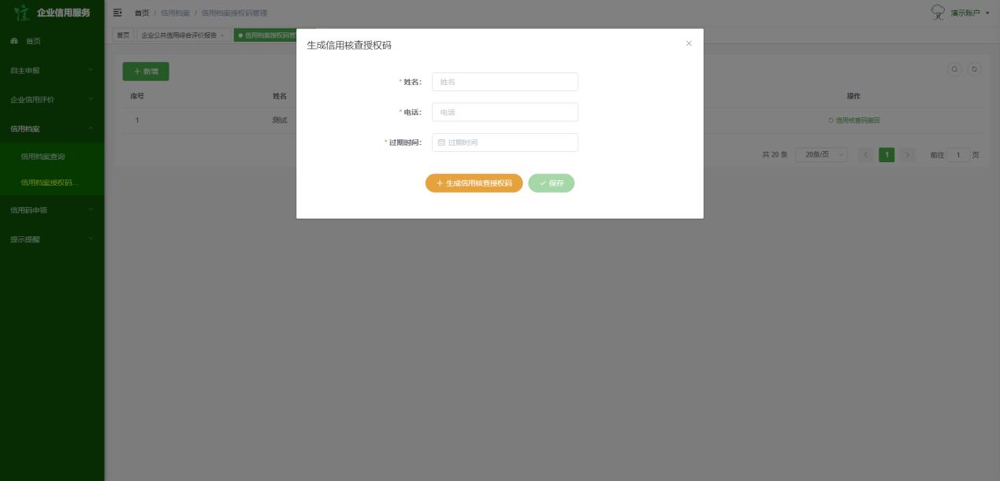 企业信用服务
首页 / 信用档案 / 信用档案授权码管理
演示账户
首页
首页
企业公共信用综合评价报告 ×
信用档案授权码管
自主申报
企业信用评价
信用档案
信用档案查询
信用档案授权码...
信用码申领
提示提醒
+ 新增
序号
姓名
操作
1
测试
信用核查码撤回
共 20 条
20条/页
1
前往 1 页
生成信用核查授权码
×
* 姓名：
姓名
* 电话：
电话
* 过期时间：
过期时间
+ 生成信用核查授权码
保存